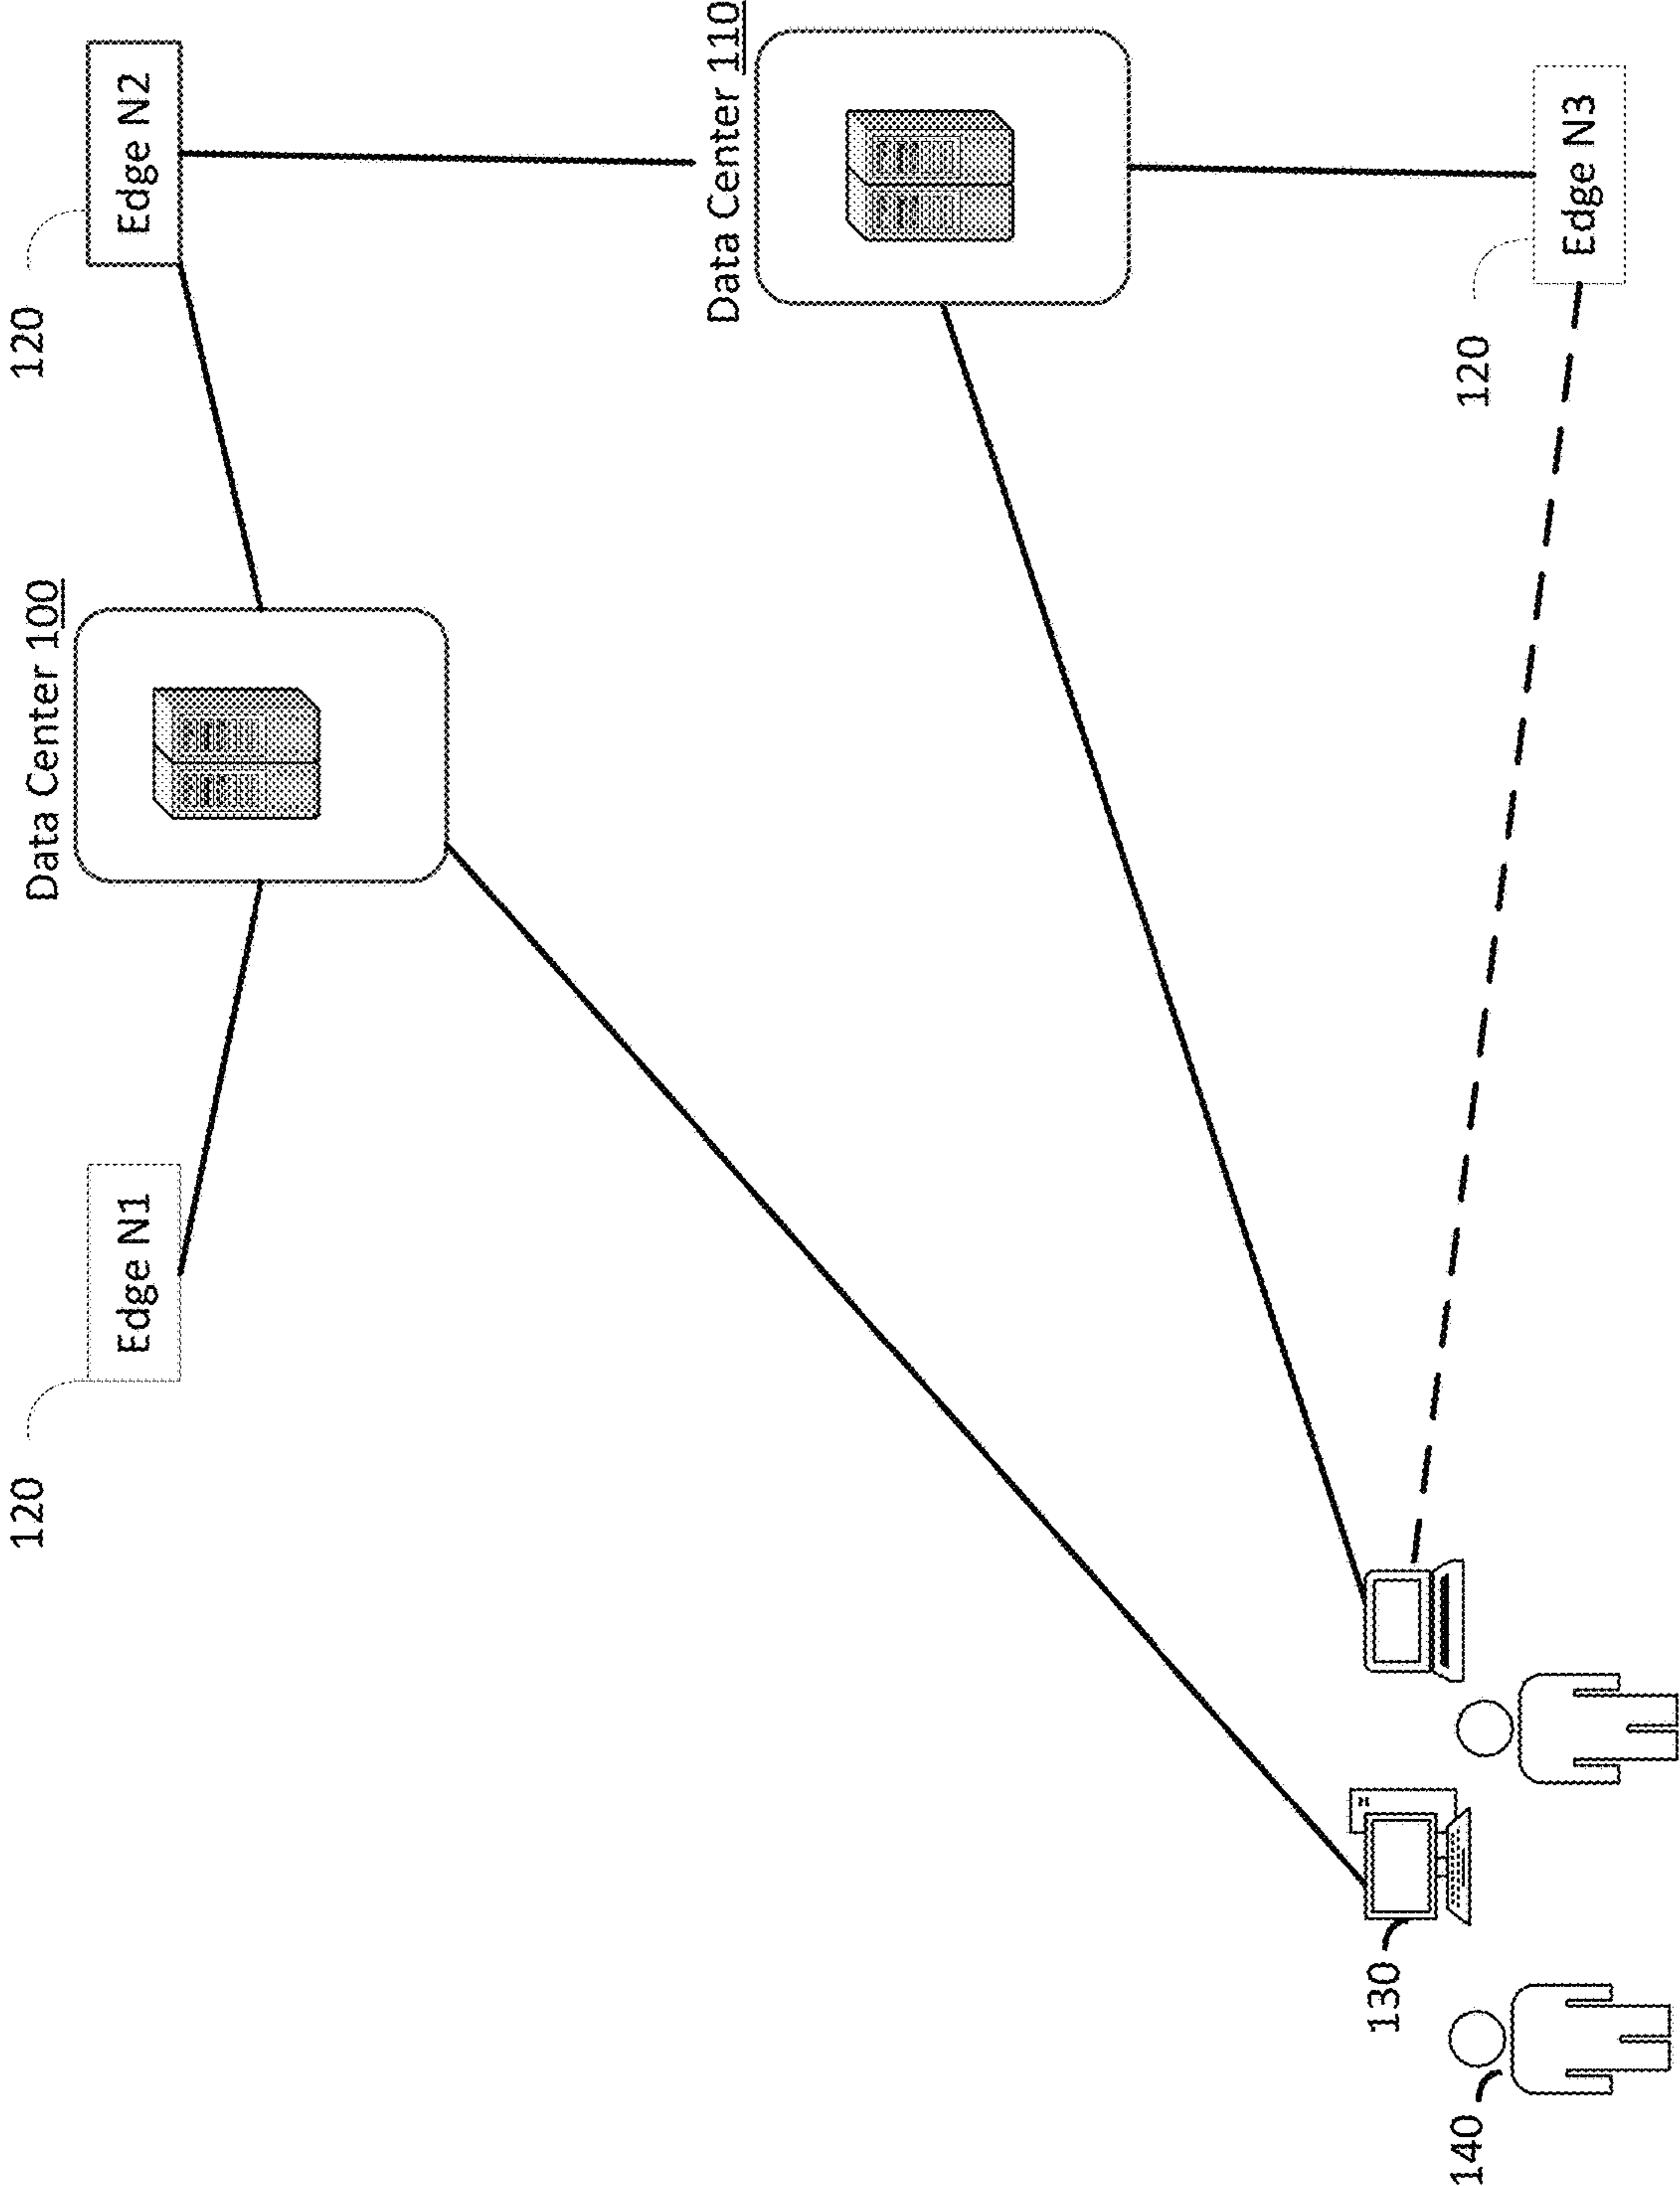 120
Data Center 100
120
Edge N1
Edge N2
Data Center 110
130
140
120
Edge N3